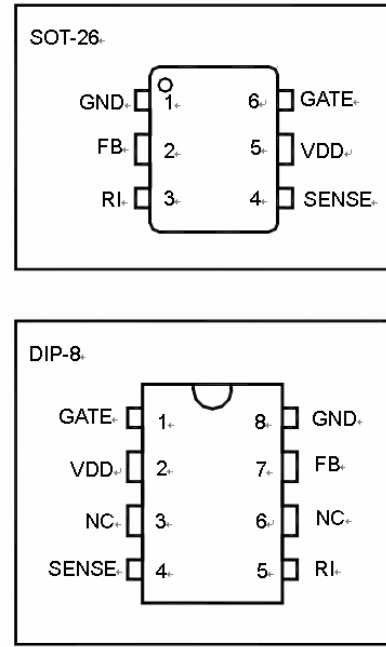 SOT-26
GND 1 6 GATE
FB 2 5 VDD
RI 3 4 SENSE
DIP-8
GATE 1 8 GND
VDD 2 7 FB
NC 3 6 NC
SENSE 4 5 RI